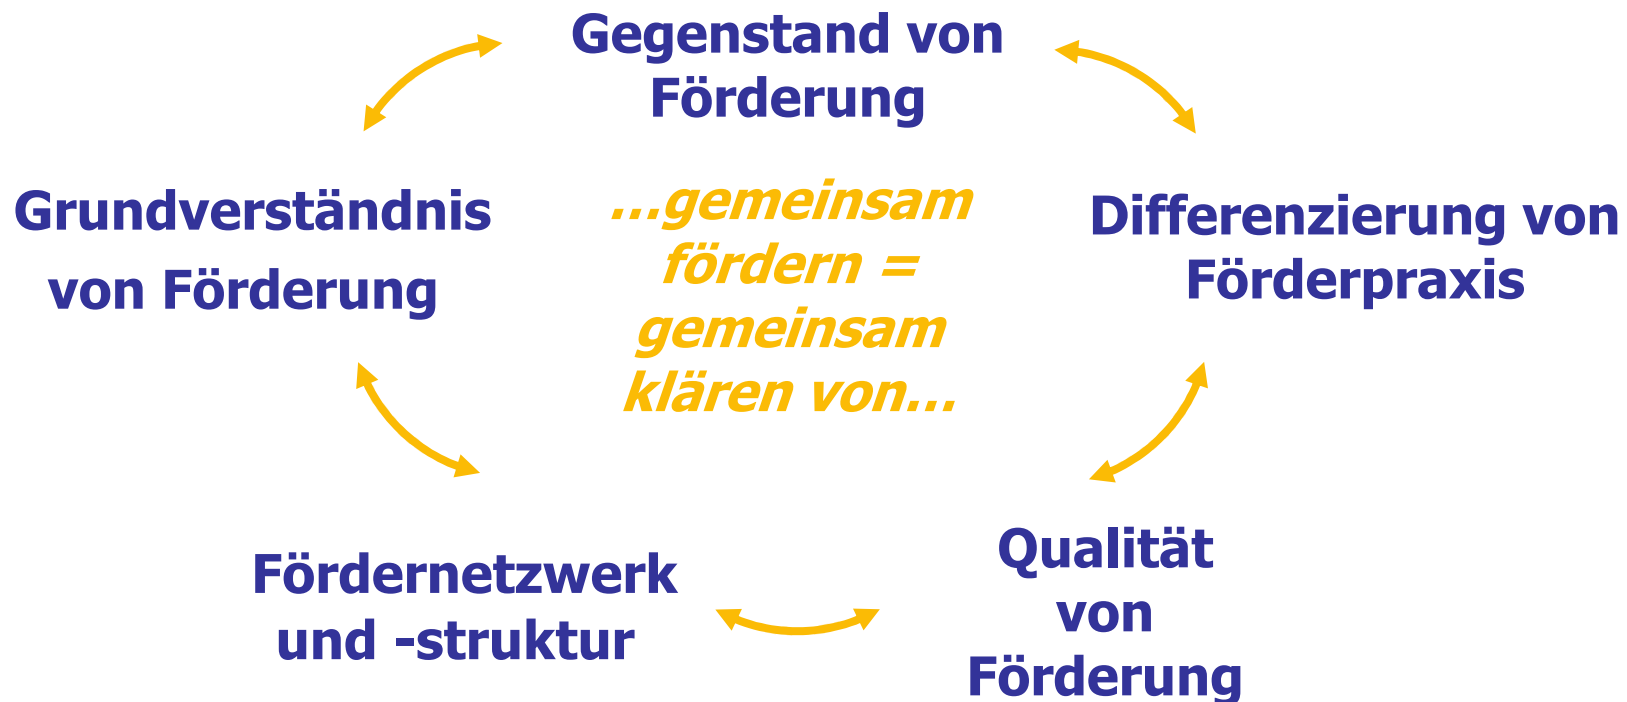 Gegenstand von
Förderung
Grundverständnis
von Förderung
...gemeinsam
fördern =
gemeinsam
klären von...
Differenzierung von
Förderpraxis
Fördernetzwerk
und -struktur
Qualität
von
Förderung